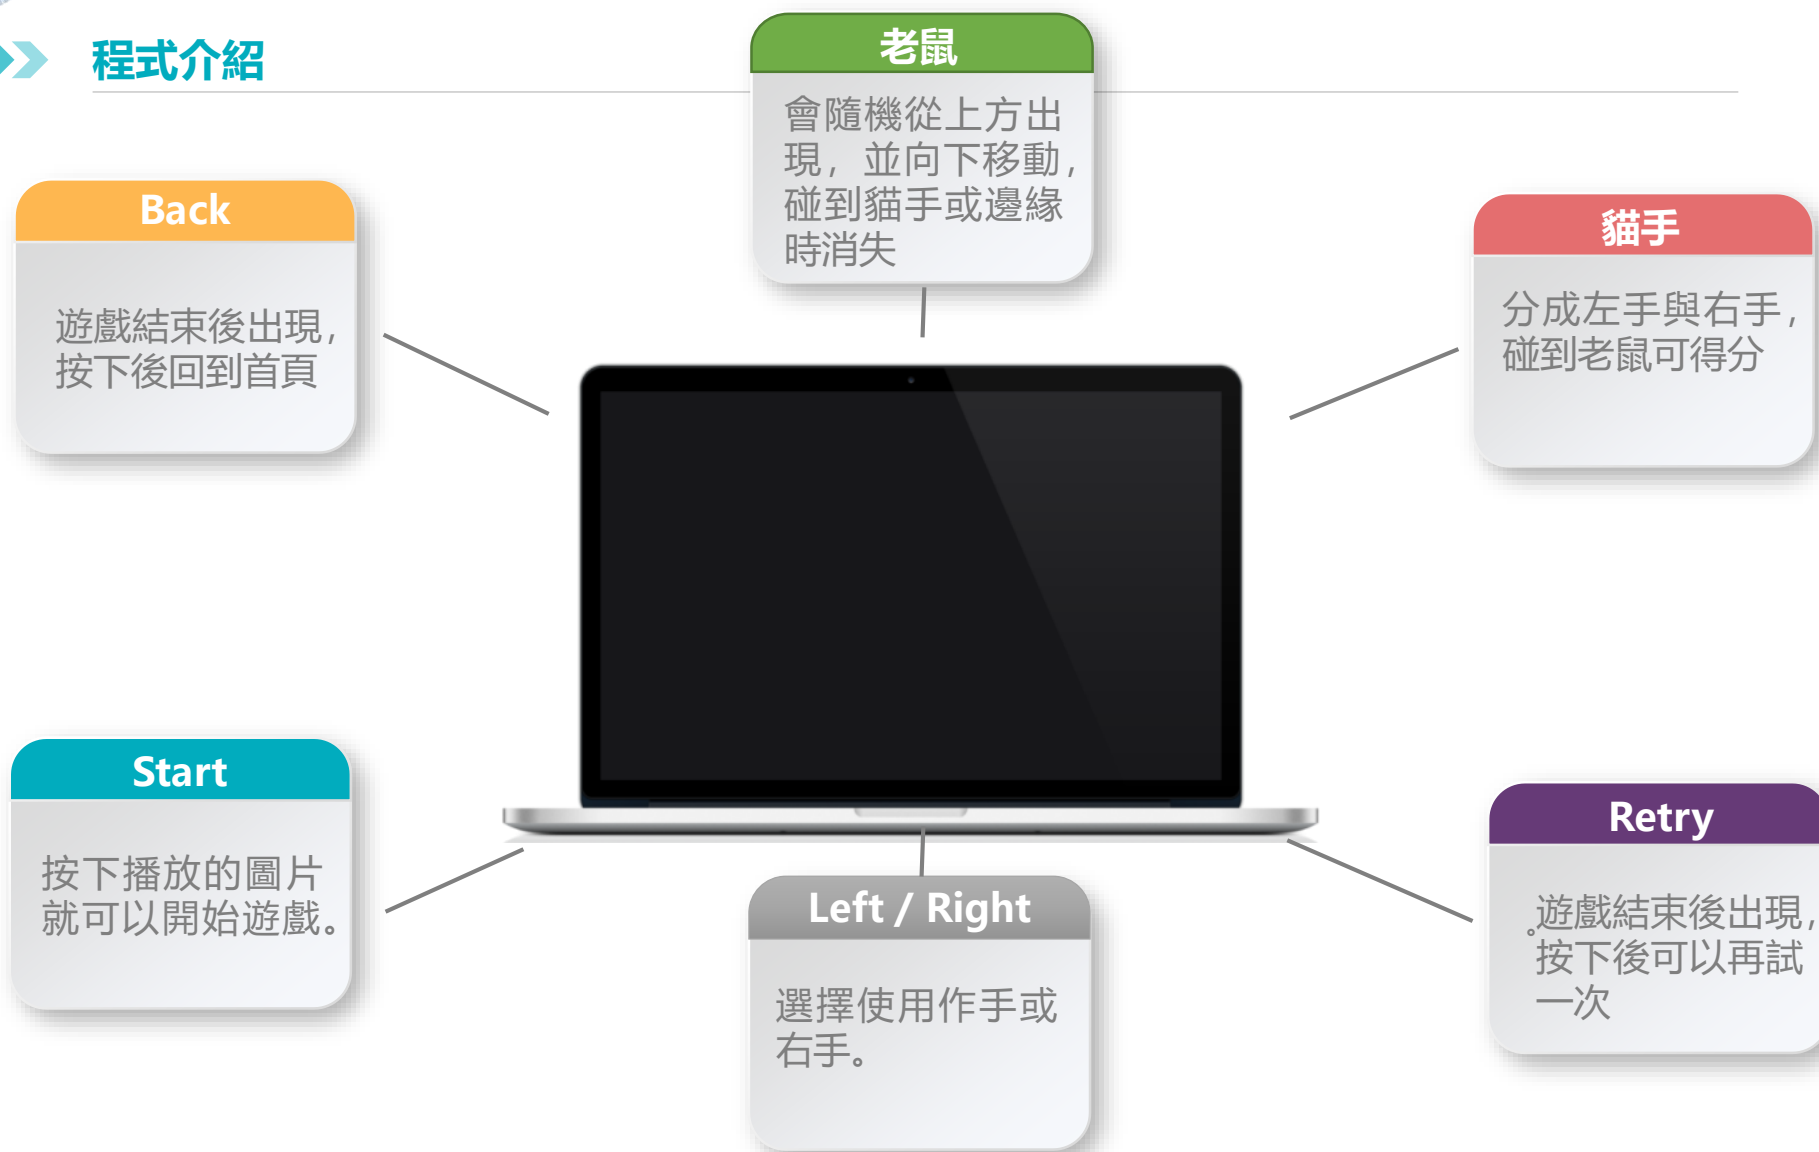 程式介紹
老鼠
會隨機從上方出
現，並向下移動，
碰到貓手或邊緣
時消失
Back
遊戲結束後出現，
按下後回到首頁
貓手
分成左手與右手，
碰到老鼠可得分
Start
按下播放的圖片
就可以開始遊戲。
Left / Right
選擇使用作手或
右手。
Retry
。
遊戲結束後出現，
按下後可以再試
一次